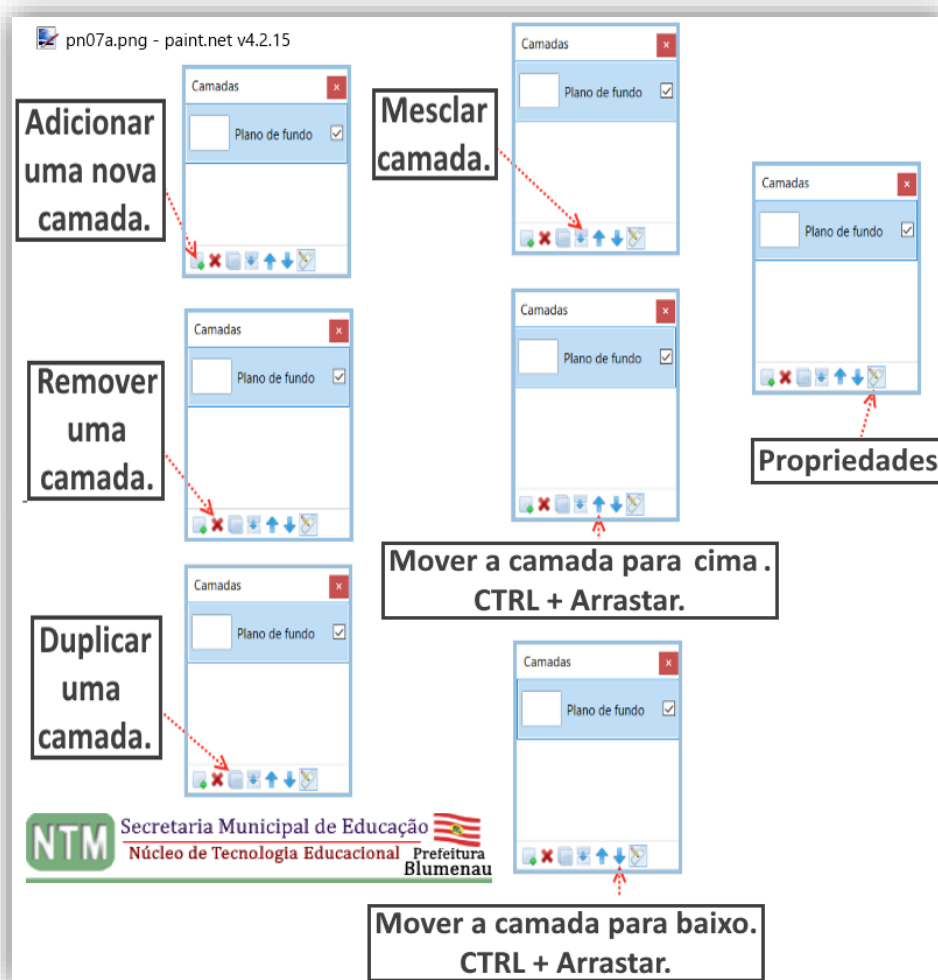 pn07a.png - paint.net v4.2.15
Camadas
Plano de fundo
Adicionar
uma nova
camada.
Camadas
Plano de fundo
Mesclar
camada.
Camadas
Plano de fundo
Propriedades
Camadas
Plano de fundo
Remover
uma
camada.
Camadas
Plano de fundo
Mover a camada para cima .
CTRL + Arrastar.
Camadas
Plano de fundo
Duplicar
uma
camada.
Camadas
Plano de fundo
Mover a camada para baixo.
CTRL + Arrastar.
NTM
Secretaria Municipal de Educação
Núcleo de Tecnologia Educacional
Prefeitura
Blumenau